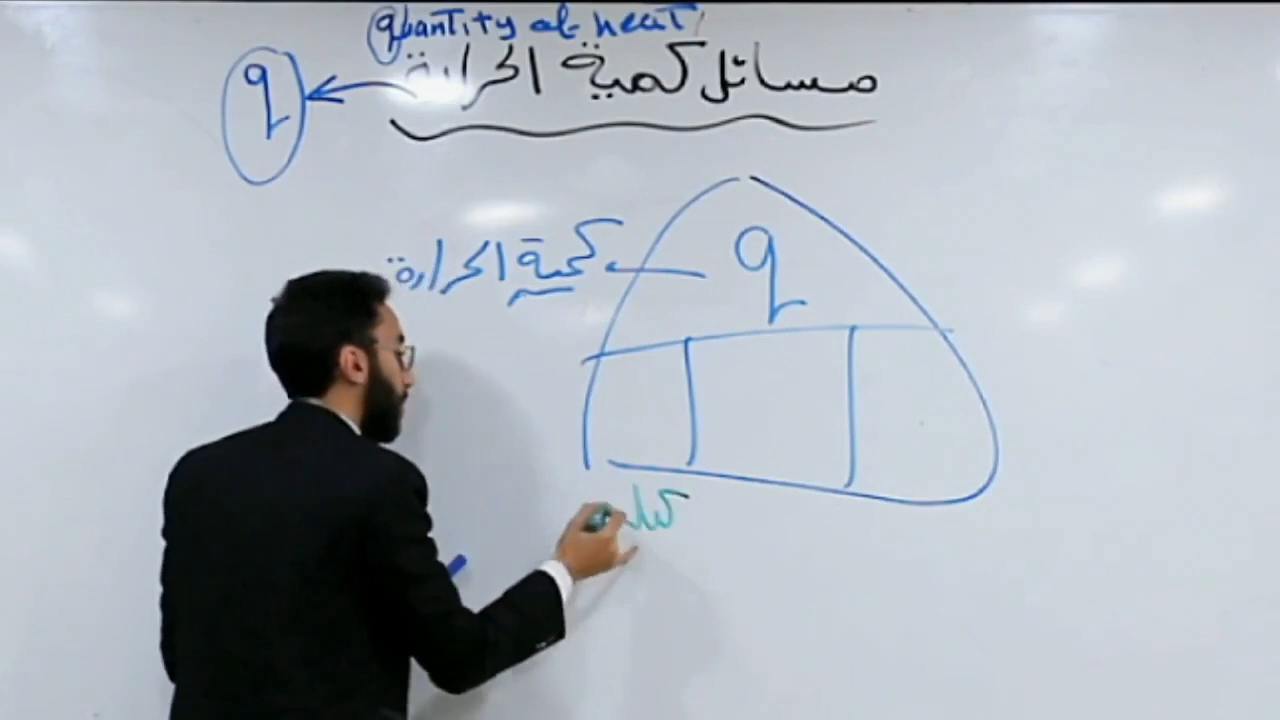 quantity of heat
مسائل كمية الحرارة
q
q
كمية الحرارة